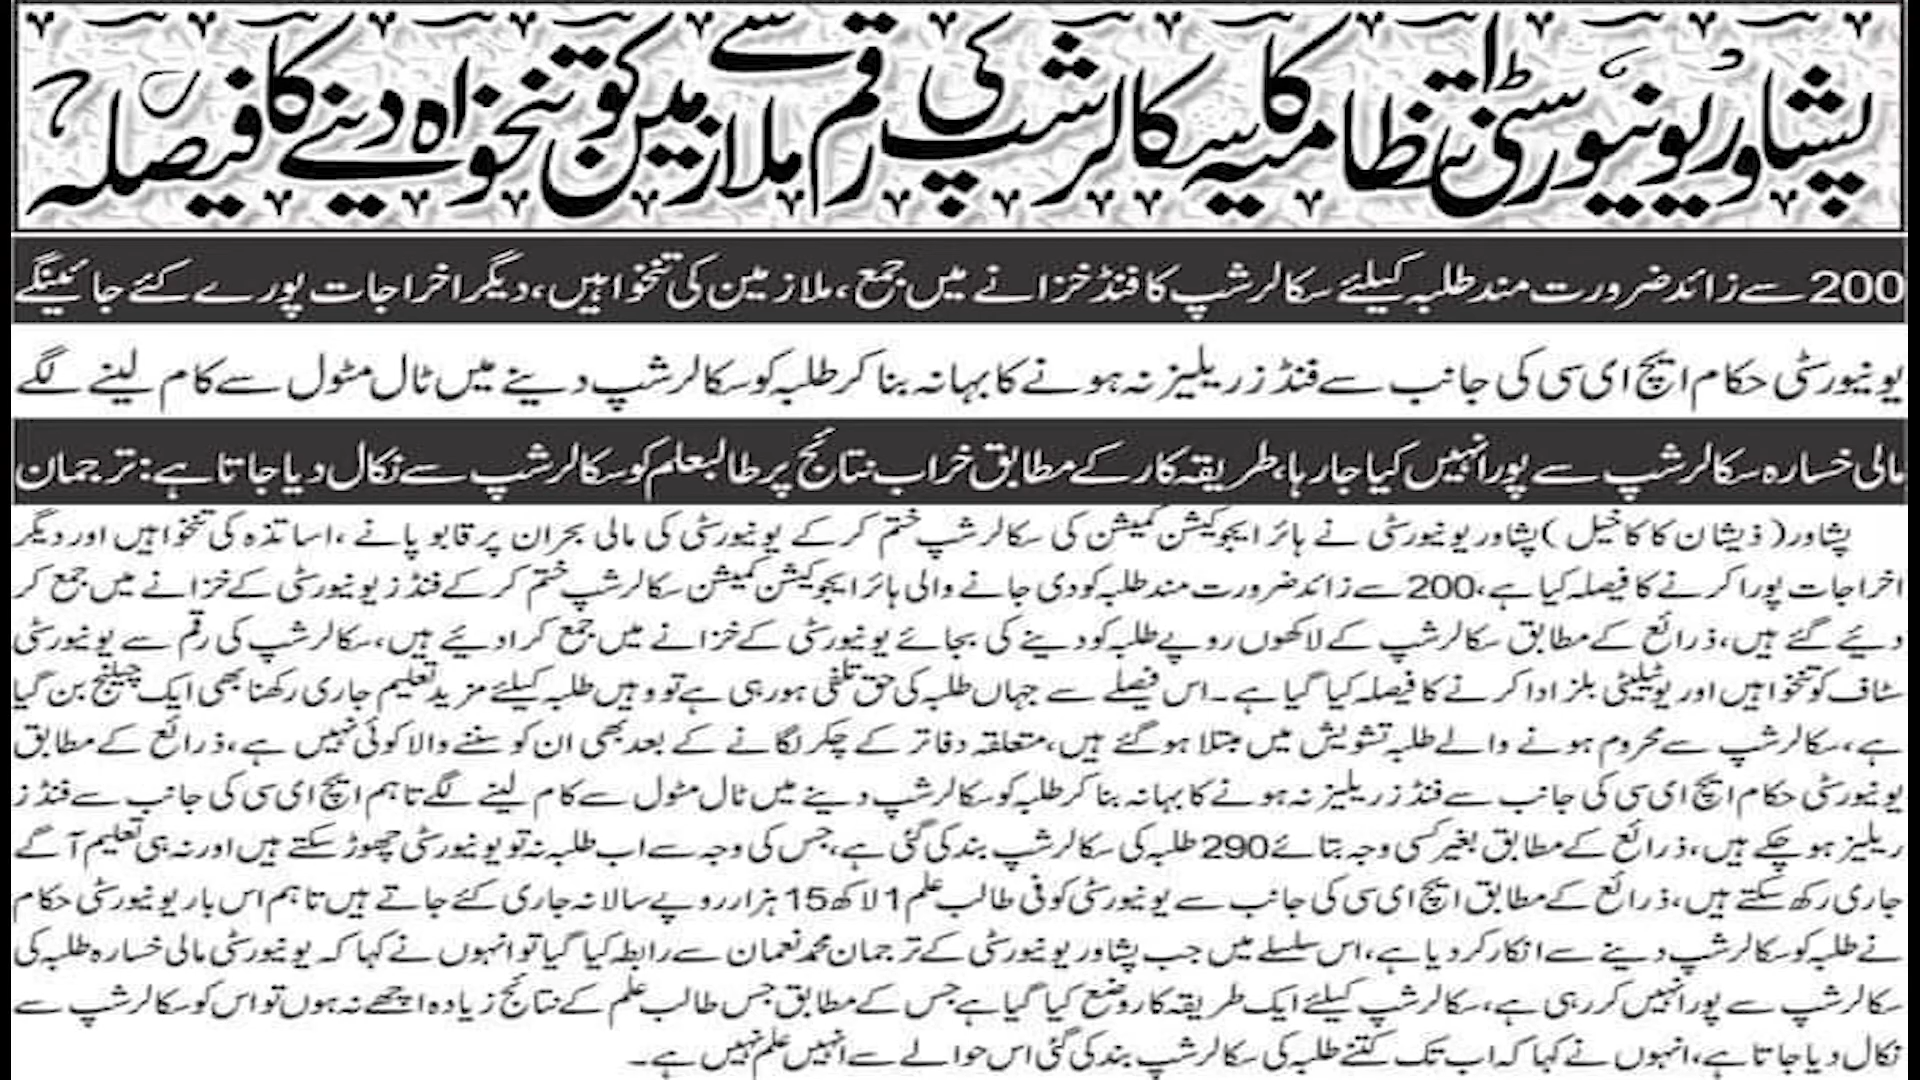 پشاور یونیورسٹی انتظامیہ کا سکالرشپ کی رقم سے ملازمین کو تنخواہ دینے کا فیصلہ
200 سے زائد ضرورت مند طلبہ کیلئے سکالرشپ کا فنڈ خزانے میں جمع، ملازمین کی تنخواہیں، دیگر اخراجات پورے کئے جائینگے
یونیورسٹی حکام ایچ ای سی کی جانب سے فنڈز ریلیز نہ ہونے کا بہانہ بنا کر طلبہ کو سکالرشپ دینے میں ٹال مٹول سے کام لینے لگے
مالی خسارہ سکالرشپ سے پورا نہیں کیا جا رہا، طریقہ کار کے مطابق خراب نتائج پر طالبعلم کو سکالرشپ سے نکال دیا جاتا ہے: ترجمان
پشاور (ذیشان کاکاخیل) پشاور یونیورسٹی نے ہائر ایجوکیشن کمیشن کی سکالرشپ ختم کر کے یونیورسٹی کی مالی بحران پر قابو پانے، اساتذہ کی تنخواہیں اور دیگر
اخراجات پورا کرنے کا فیصلہ کیا ہے، 200 سے زائد ضرورت مند طلبہ کو دی جانے والی ہائر ایجوکیشن کمیشن سکالرشپ ختم کر کے فنڈز یونیورسٹی کے خزانے میں جمع کر
دیئے گئے ہیں، ذرائع کے مطابق سکالرشپ کے لاکھوں روپے طلبہ کو دینے کی بجائے یونیورسٹی کے خزانے میں جمع کرا دیئے ہیں، سکالرشپ کی رقم سے یونیورسٹی
سٹاف کو تنخواہیں اور یوٹیلیٹی بلز ادا کرنے کا فیصلہ کیا گیا ہے۔ اس فیصلے سے جہاں طلبہ کی حق تلفی ہو رہی ہے تو وہیں طلبہ کیلئے مزید تعلیم جاری رکھنا بھی ایک چیلنج بن گیا
ہے، سکالرشپ سے محروم ہونے والے طلبہ تشویش میں مبتلا ہو گئے ہیں، متعلقہ دفاتر کے چکر لگانے کے بعد بھی ان کو سننے والا کوئی نہیں ہے، ذرائع کے مطابق
یونیورسٹی حکام ایچ ای سی کی جانب سے فنڈز ریلیز نہ ہونے کا بہانہ بنا کر طلبہ کو سکالرشپ دینے میں ٹال مٹول سے کام لینے لگے تاہم ایچ ای سی کی جانب سے فنڈز
ریلیز ہو چکے ہیں، ذرائع کے مطابق بغیر کسی وجہ بتائے 290 طلبہ کی سکالرشپ بند کی گئی ہے، جس کی وجہ سے اب طلبہ نہ تو یونیورسٹی چھوڑ سکتے ہیں اور نہ ہی تعلیم آگے
جاری رکھ سکتے ہیں، ذرائع کے مطابق ایچ ای سی کی جانب سے یونیورسٹی کو فی طالب علم 1 لاکھ 15 ہزار روپے سالانہ جاری کئے جاتے ہیں تاہم اس بار یونیورسٹی حکام
نے طلبہ کو سکالرشپ دینے سے انکار کر دیا ہے، اس سلسلے میں جب پشاور یونیورسٹی کے ترجمان محمد نعمان سے رابطہ کیا گیا تو انہوں نے کہا کہ یونیورسٹی مالی خسارہ طلبہ کی
سکالرشپ سے پورا نہیں کر رہی ہے، سکالرشپ کیلئے ایک طریقہ کار وضع کیا گیا ہے جس کے مطابق جس طالب علم کے نتائج زیادہ اچھے نہ ہوں تو اس کو سکالرشپ سے
نکال دیا جاتا ہے، انہوں نے کہا کہ اب تک کتنے طلبہ کی سکالرشپ بند کی گئی اس حوالے سے انہیں علم نہیں ہے۔